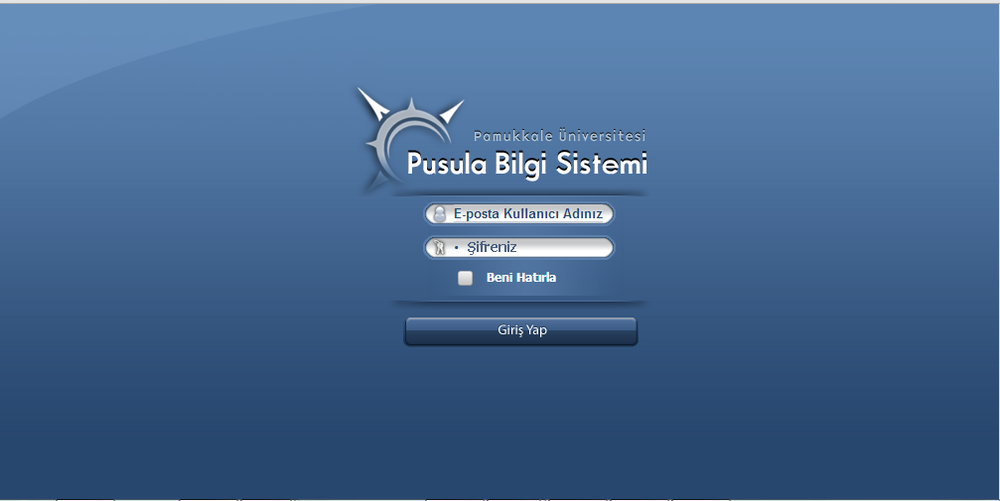 Pamukkale Üniversitesi
Pusula Bilgi Sistemi
E-posta Kullanıcı Adınız
• Şifreniz
Beni Hatırla
Giriş Yap